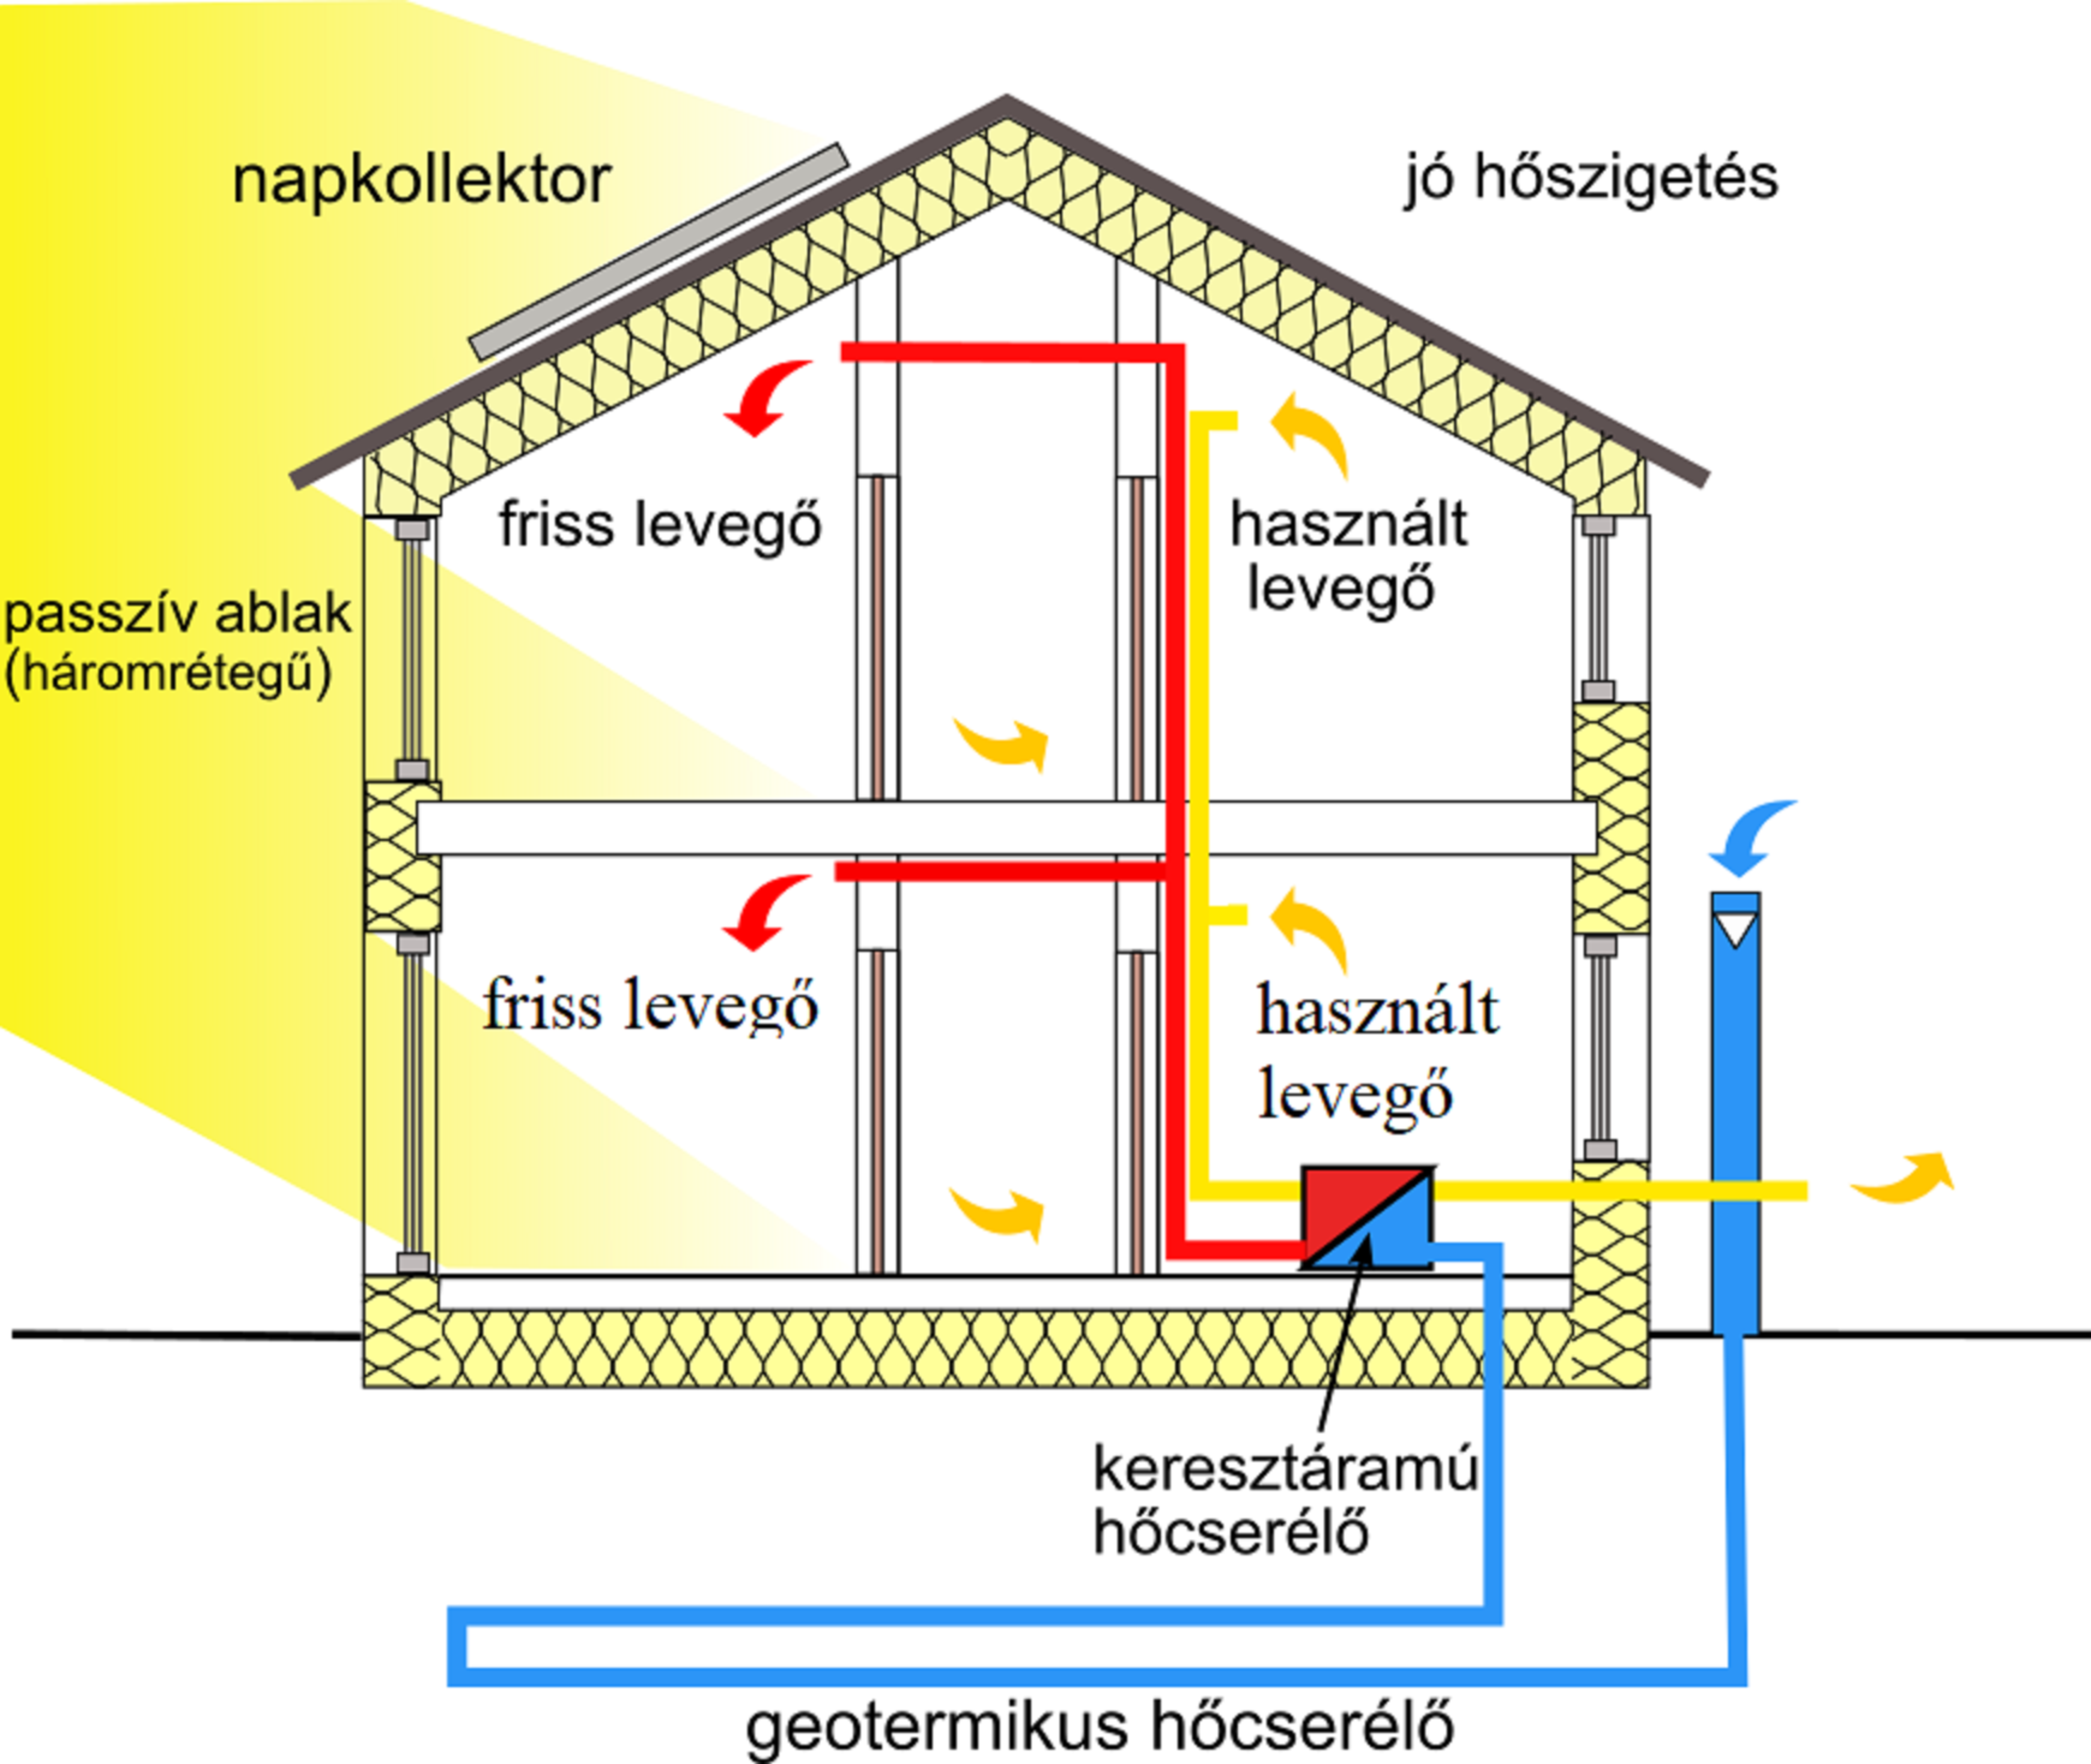 napkollektor
jó hőszigetés
friss levegő
használt
levegő
passzív ablak
(háromrétegű)
friss levegő
használt
levegő
keresztáramú
hőcserélő
geotermikus hőcserélő